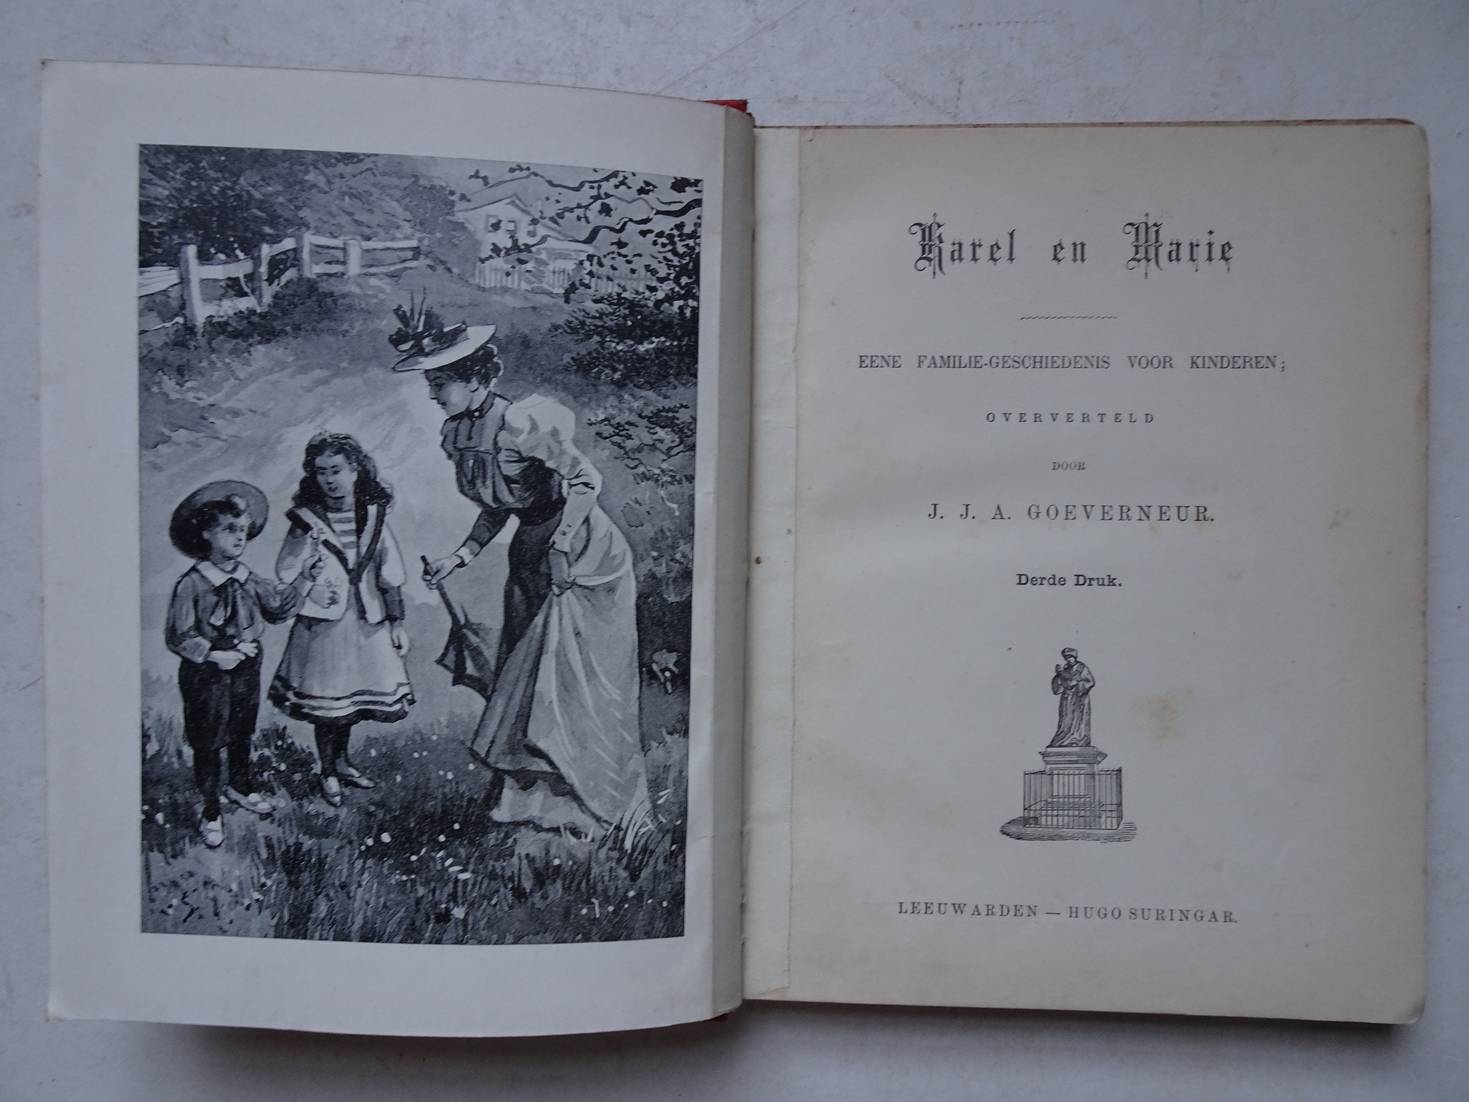 Karel en Marie
EENE FAMILIE-GESCHIEDENIS VOOR KINDEREN;
OVERVERTELD
DOOR
J. J. A. GOEVERNEUR.
Derde Druk.
LEEUWARDEN — HUGO SURINGAR.